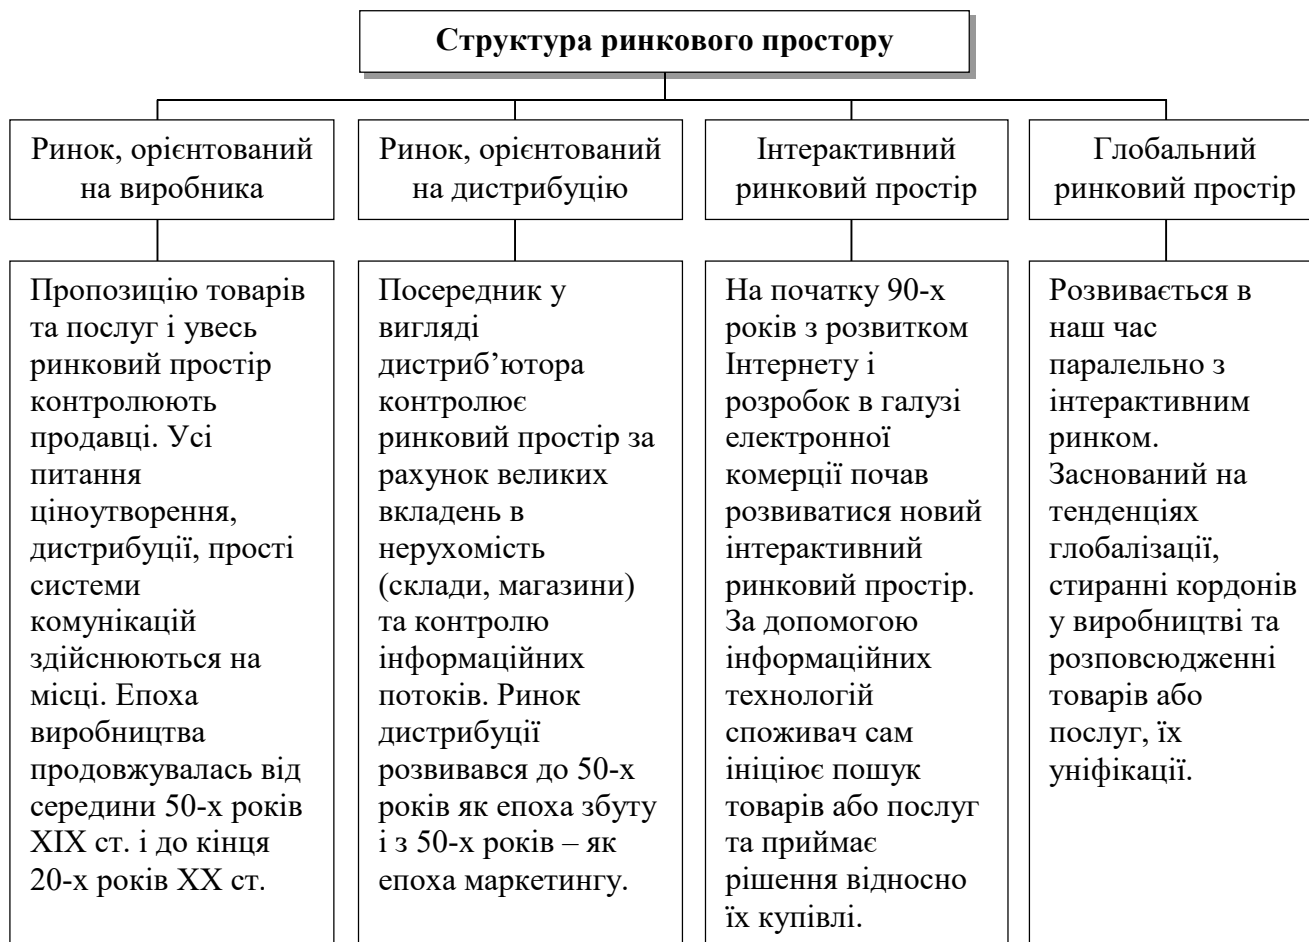 Структура ринкового простору
Ринок, орієнтований
на виробника
Ринок, орієнтований
на дистрибуцію
Інтерактивний
ринковий простір
Глобальний
ринковий простір
Пропозицію товарів
та послуг і увесь
ринковий простір
контролюють
продавці. Усі
питання
ціноутворення,
дистрибуції, прості
системи
комунікацій
здійснюються на
місці. Епоха
виробництва
продовжувалась від
середини 50-х років
ХІХ ст. і до кінця
20-х років ХХ ст.
Посередник у
вигляді
дистриб’ютора
контролює
ринковий простір за
рахунок великих
вкладень в
нерухомість
(склади, магазини)
та контролю
інформаційних
потоків. Ринок
дистрибуції
розвивався до 50-х
років як епоха збуту
і з 50-х років – як
епоха маркетингу.
На початку 90-х
років з розвитком
Інтернету і
розробок в галузі
електронної
комерції почав
розвиватися новий
інтерактивний
ринковий простір.
За допомогою
інформаційних
технологій
споживач сам
ініціює пошук
товарів або послуг
та приймає
рішення відносно
їх купівлі.
Розвивається в
наш час
паралельно з
інтерактивним
ринком.
Заснований на
тенденціях
глобалізації,
стиранні кордонів
у виробництві та
розповсюдженні
товарів або
послуг, їх
уніфікації.